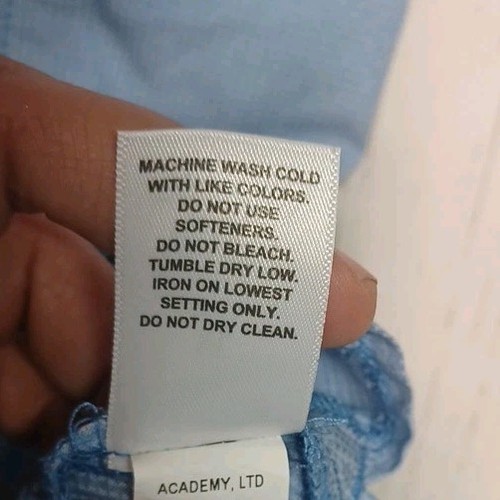 MACHINE WASH COLD
WITH LIKE COLORS.
DO NOT USE
SOFTENERS.
DO NOT BLEACH.
TUMBLE DRY LOW.
IRON ON LOWEST
SETTING ONLY.
DO NOT DRY CLEAN.
ACADEMY, LTD